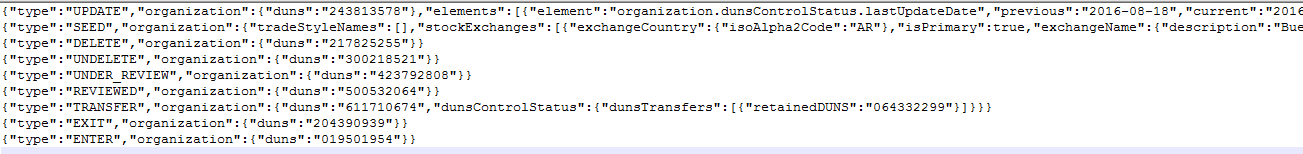 {"type":"UPDATE","organization":{"duns":"243813578"},"elements":[{"element":"organization.dunsControlStatus.lastUpdateDate","previous":"2016-08-18","current":"2016
{"type":"SEED","organization":{"tradeStyleNames":[],"stockExchanges":[{"exchangeCountry":{"isoAlpha2Code":"AR"},"isPrimary":true,"exchangeName":{"description":"Bue
{"type":"DELETE","organization":{"duns":"217825255"}}
{"type":"UNDELETE","organization":{"duns":"300218521"}}
{"type":"UNDER_REVIEW","organization":{"duns":"423792808"}}
{"type":"REVIEWED","organization":{"duns":"500532064"}}
{"type":"TRANSFER","organization":{"duns":"611710674","dunsControlStatus":{"dunsTransfers":[{"retainedDUNS":"064332299"}]}}}
{"type":"EXIT","organization":{"duns":"204390939"}}
{"type":"ENTER","organization":{"duns":"019501954"}}